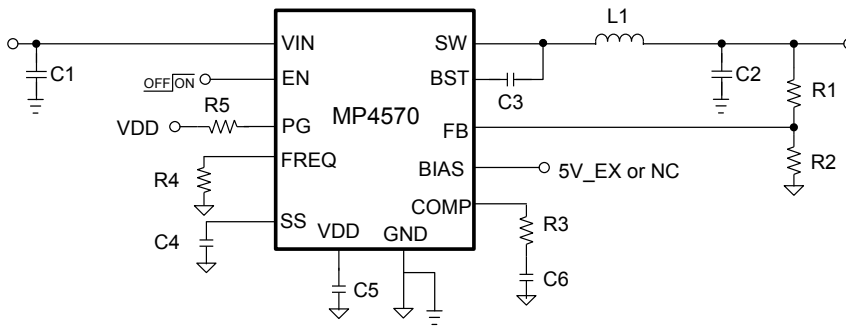 L1
VIN
SW
C1
OFF ON
EN
BST
C3
C2
R1
R5
MP4570
VDD
PG
FB
FREQ
R4
BIAS
5V_EX or NC
R2
COMP
C4
SS
VDD
GND
R3
C5
C6